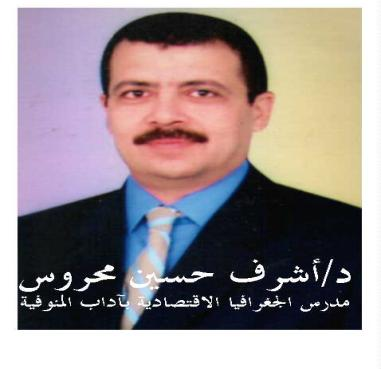 د/أشرف حسين محروس
مدرس الجغرافيا الاقتصادية بآداب المنوفية